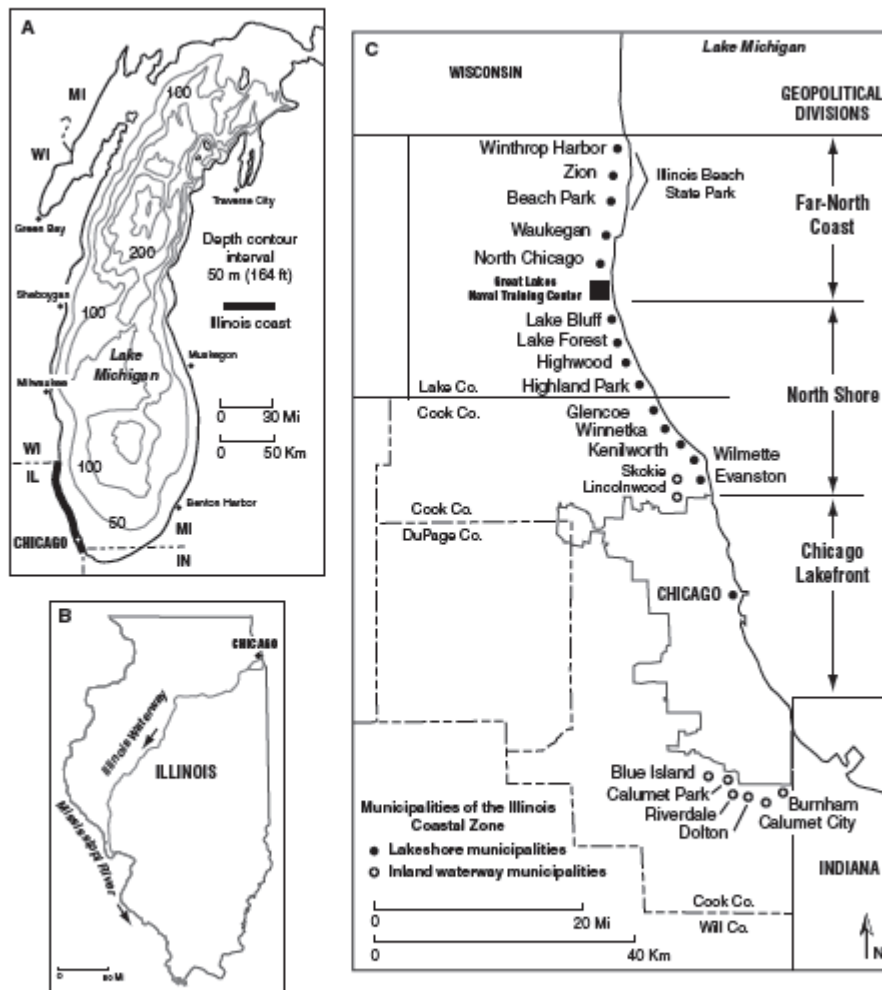 A
MI
WI
100
Traverse City
Green Bay
200
Depth contour
interval
50 m (164 ft)
Illinois coast
Sheboygan
100
Lake
Michigan
Muskegon
Milwaukee
0 30 Mi
0 50 Km
WI
IL
100
Benton Harbor
50
MI
CHICAGO
IN
B
CHICAGO
Illinois Waterway
ILLINOIS
Mississippi River
0 80 Mi
C
Lake Michigan
WISCONSIN
GEOPOLITICAL
DIVISIONS
Winthrop Harbor
Zion
Illinois Beach
State Park
Beach Park
Far-North
Coast
Waukegan
North Chicago
Great Lakes
Naval Training Center
Lake Bluff
Lake Forest
Highwood
Highland Park
Lake Co.
Cook Co.
North Shore
Glencoe
Winnetka
Kenilworth
Wilmette
Skokie
Evanston
Lincolnwood
Cook Co.
DuPage Co.
Chicago
Lakefront
CHICAGO
Blue Island
Calumet Park
Riverdale
Dolton
Burnham
Calumet City
Municipalities of the Illinois
Coastal Zone
Lakeshore municipalities
Inland waterway municipalities
INDIANA
Cook Co.
Will Co.
0 20 Mi
0 40 Km
N